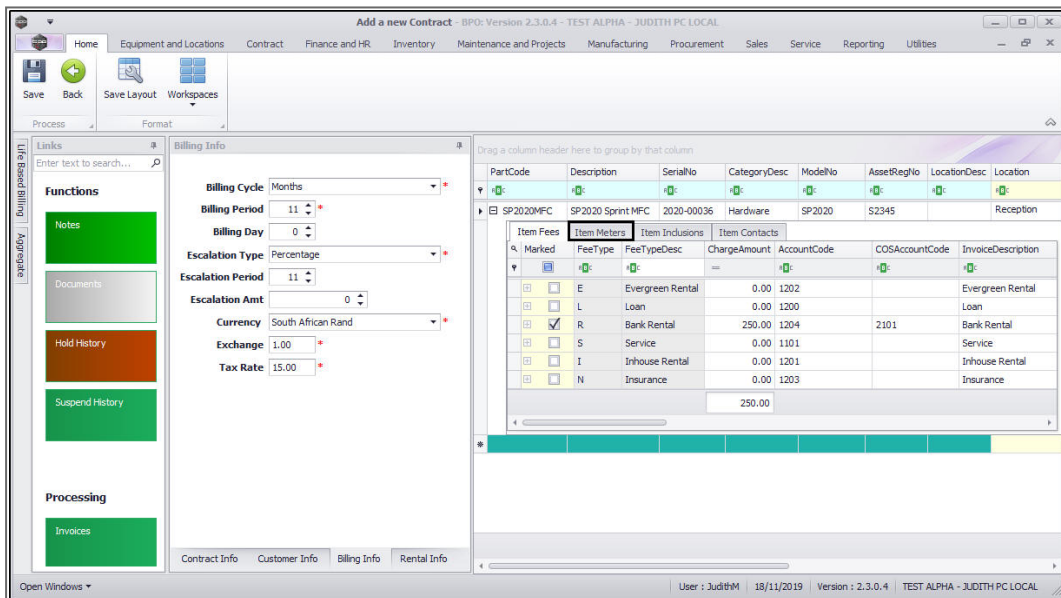 Add a new Contract - BPO: Version 2.3.0.4 - TEST ALPHA - JUDITH PC LOCAL
Home Equipment and Locations Contract Finance and HR Inventory Maintenance and Projects Manufacturing Procurement Sales Service Reporting Utilities
Save Back Save Layout Workspaces
Process Format
Life Based Billing
Aggregate
Links
Enter text to search...
Functions
Notes
Documents
Hold History
Suspend History
Processing
Invoices
Billing Info
Billing Cycle Months *
Billing Period 11 *
Billing Day 0
Escalation Type Percentage *
Escalation Period 11
Escalation Amt 0
Currency South African Rand *
Exchange 1.00 *
Tax Rate 15.00 *
Contract Info Customer Info Billing Info Rental Info
Drag a column header here to group by that column
PartCode Description SerialNo CategoryDesc ModelNo AssetRegNo LocationDesc Location
SP2020MFC SP2020 Sprint MFC 2020-00036 Hardware SP2020 S2345 Reception
Item Fees Item Meters Item Inclusions Item Contacts
Marked FeeType FeeTypeDesc ChargeAmount AccountCode COSAccountCode InvoiceDescription
=
E Evergreen Rental 0.00 1202 Evergreen Rental
L Loan 0.00 1200 Loan
R Bank Rental 250.00 1204 2101 Bank Rental
S Service 0.00 1101 Service
I Inhouse Rental 0.00 1201 Inhouse Rental
N Insurance 0.00 1203 Insurance
250.00
Open Windows User : JudithM 18/11/2019 Version : 2.3.0.4 TEST ALPHA - JUDITH PC LOCAL